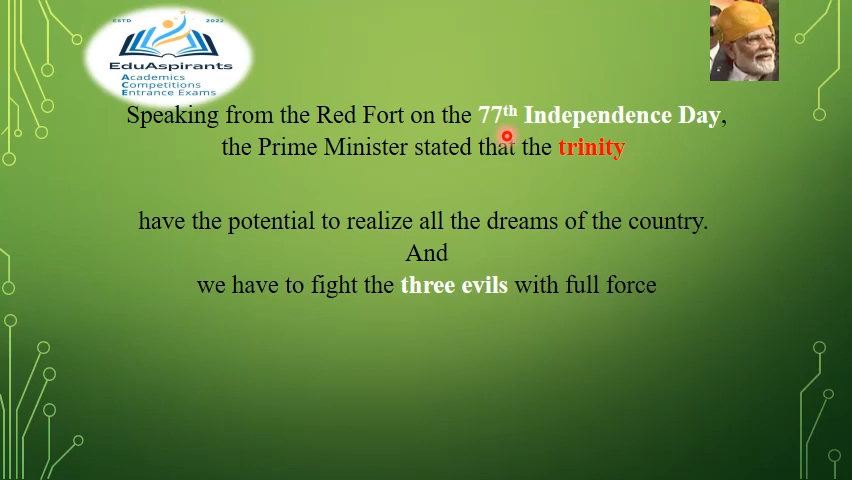 ESTD 2022
EduAspirants
Academics
Competitions
Entrance Exams
Speaking from the Red Fort on the 77th Independence Day,
the Prime Minister stated that the trinity
have the potential to realize all the dreams of the country.
And
we have to fight the three evils with full force